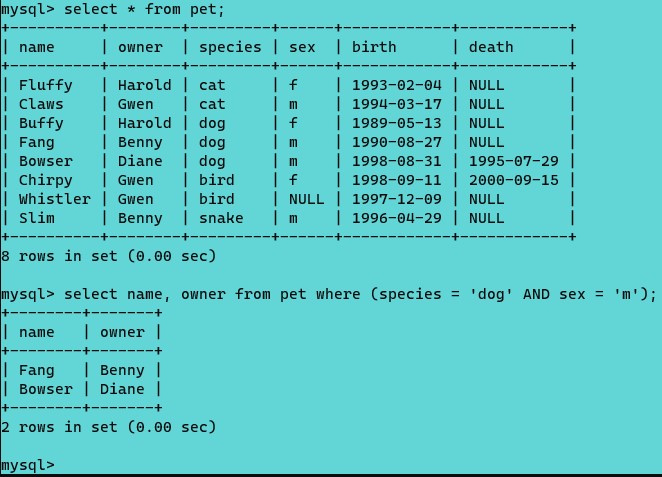 mysql> select * from pet;
+-----------+--------+---------+------+------------+------------+
| name      | owner  | species | sex  | birth      | death      |
+-----------+--------+---------+------+------------+------------+
| Fluffy    | Harold | cat     | f    | 1993-02-04 | NULL       |
| Claws     | Gwen   | cat     | m    | 1994-03-17 | NULL       |
| Buffy     | Harold | dog     | f    | 1989-05-13 | NULL       |
| Fang      | Benny  | dog     | m    | 1990-08-27 | NULL       |
| Bowser    | Diane  | dog     | m    | 1998-08-31 | 1995-07-29 |
| Chirpy    | Gwen   | bird    | f    | 1998-09-11 | 2000-09-15 |
| Whistler  | Gwen   | bird    | NULL | 1997-12-09 | NULL       |
| Slim      | Benny  | snake   | m    | 1996-04-29 | NULL       |
+-----------+--------+---------+------+------------+------------+
8 rows in set (0.00 sec)
mysql> select name, owner from pet where (species = 'dog' AND sex = 'm');
+--------+-------+
| name   | owner |
+--------+-------+
| Fang   | Benny |
| Bowser | Diane |
+--------+-------+
2 rows in set (0.00 sec)
mysql>